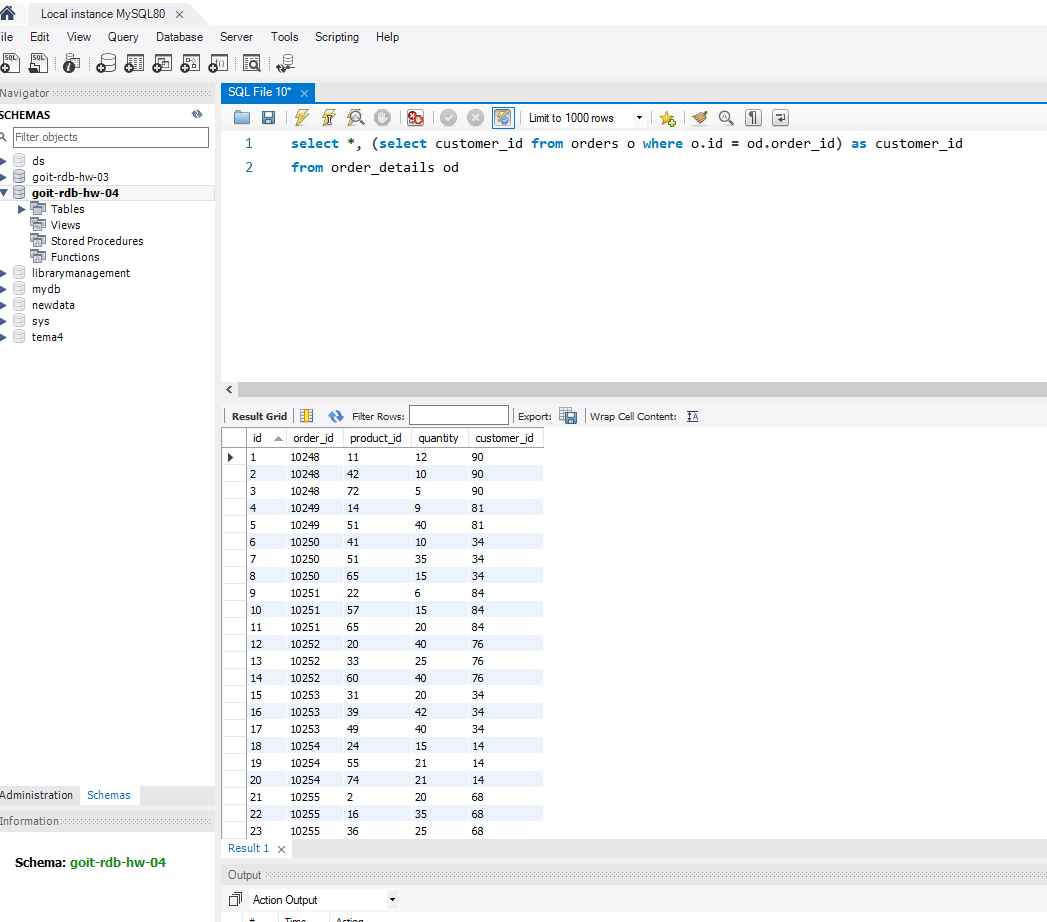 Local instance MySQL80
ile Edit View Query Database Server Tools Scripting Help
Navigator
SCHEMAS
Filter objects
ds
goit-rdb-hw-03
goit-rdb-hw-04
Tables
Views
Stored Procedures
Functions
librarymanagement
mydb
newdata
sys
tema4
Administration Schemas
Information
Schema: goit-rdb-hw-04
SQL File 10*
Limit to 1000 rows
1 select *, (select customer_id from orders o where o.id = od.order_id) as customer_id
2 from order_details od
Result Grid Filter Rows: Export: Wrap Cell Content:
id order_id product_id quantity customer_id
1 10248 11 12 90
2 10248 42 10 90
3 10248 72 5 90
4 10249 14 9 81
5 10249 51 40 81
6 10250 41 10 34
7 10250 51 35 34
8 10250 65 15 34
9 10251 22 6 84
10 10251 57 15 84
11 10251 65 20 84
12 10252 20 40 76
13 10252 33 25 76
14 10252 60 40 76
15 10253 31 20 34
16 10253 39 42 34
17 10253 49 40 34
18 10254 24 15 14
19 10254 55 21 14
20 10254 74 21 14
21 10255 2 20 68
22 10255 16 35 68
23 10255 36 25 68
Result 1
Output
Action Output
# Time Action